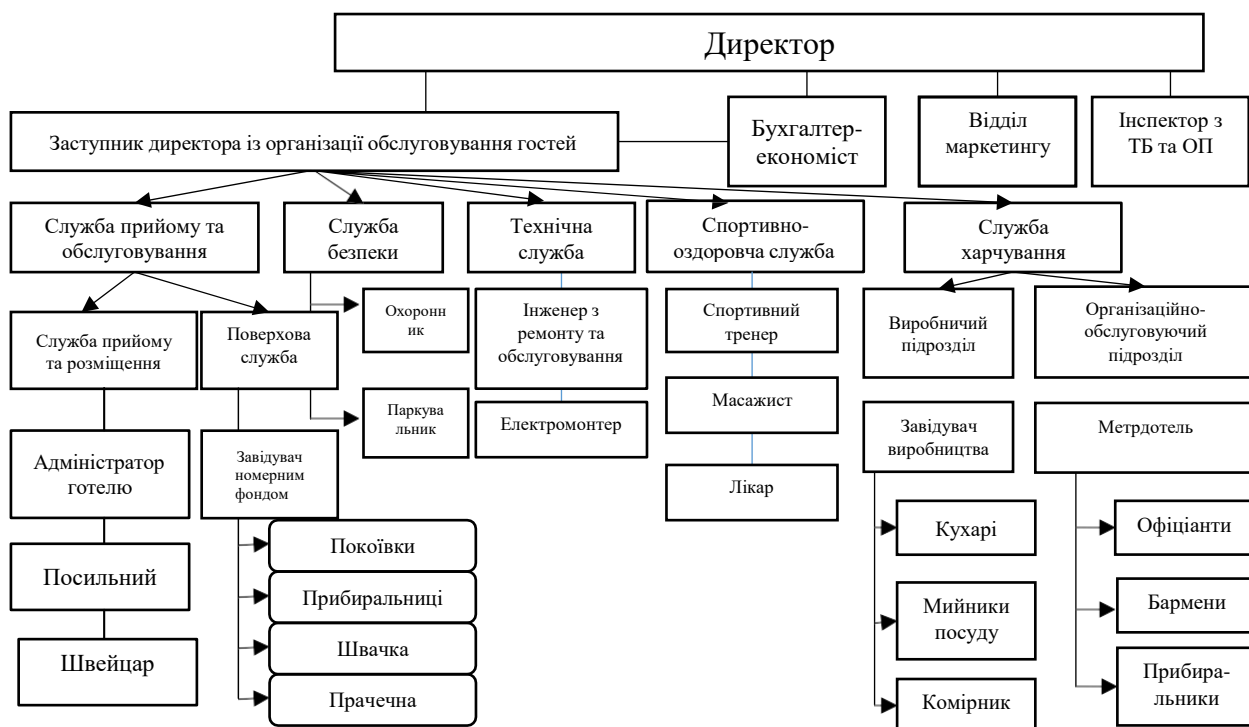 Директор
Заступник директора із організації обслуговування гостей
Бухгалтер-
економіст
Відділ
маркетингу
Інспектор з
ТБ та ОП
Служба прийому та
обслуговування
Служба
безпеки
Технічна
служба
Спортивно-
оздоровча служба
Служба
харчування
Служба прийому
та розміщення
Поверхова
служба
Охоронн
ик
Паркува
льник
Інженер з
ремонту та
обслуговування
Електромонтер
Спортивний
тренер
Масажист
Лікар
Виробничий
підрозділ
Організаційно-
обслуговуючий
підрозділ
Адміністратор
готелю
Посильний
Швейцар
Завідувач
номерним
фондом
Покоївки
Прибиральниці
Швачка
Прачечна
Завідувач
виробництва
Кухарі
Мийники
посуду
Комірник
Метрдотель
Офіціанти
Бармени
Прибира-
льники